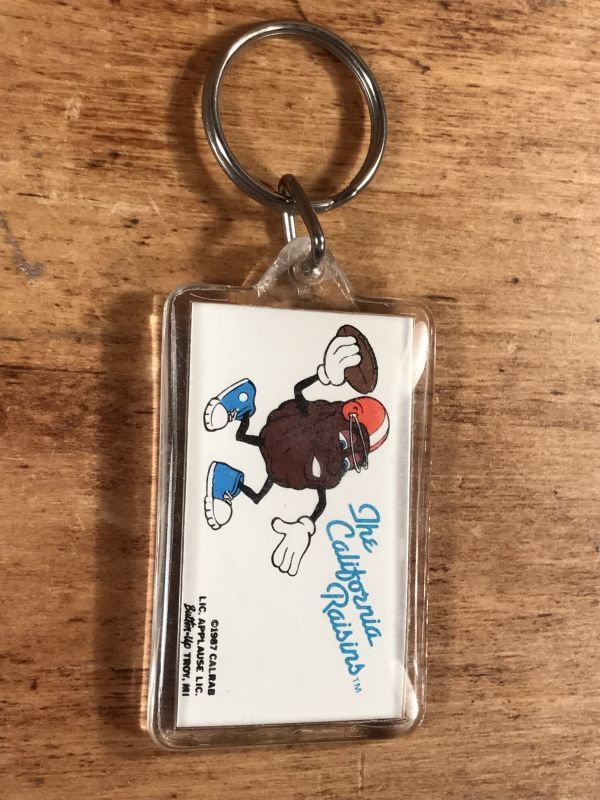 The
California
Raisins™
©1987 CALRAB
LIC. APPLAUSE LIC.
Button-Up TROY, MI